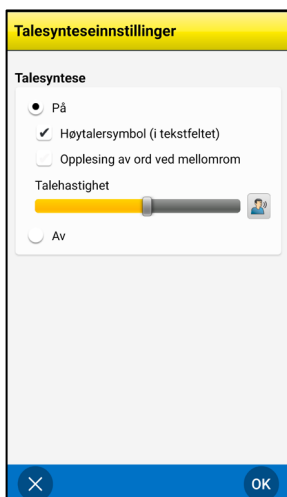 Talesynteseinnstillinger
Talesyntese
På
Høytalersymbol (i tekstfeltet)
Opplesing av ord ved mellomrom
Talehastighet
Av
OK